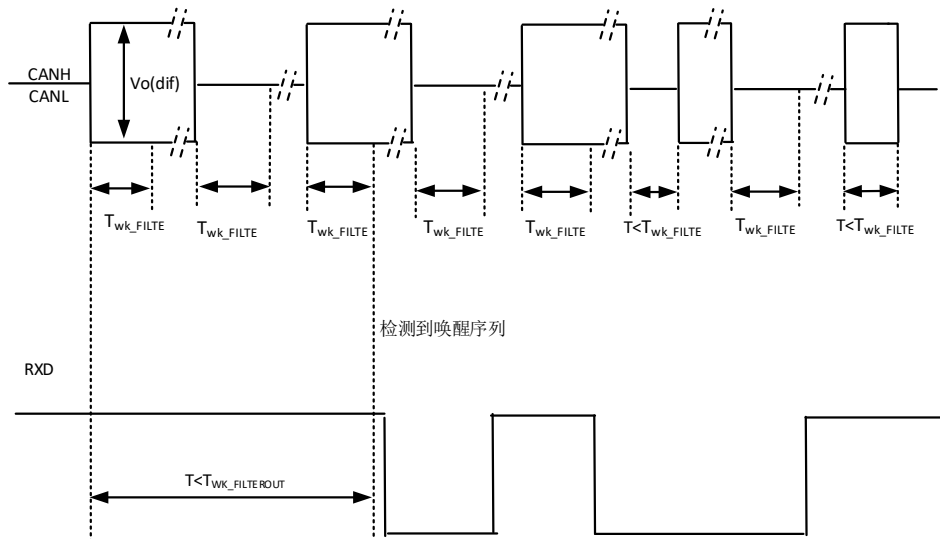 CANH
CANL
Vo(dif)
Twk_FILTE
Twk_FILTE
Twk_FILTE
Twk_FILTE
Twk_FILTE
T<Twk_FILTE
Twk_FILTE
T<Twk_FILTE
检测到唤醒序列
RXD
T<TWK_FILTEROUT